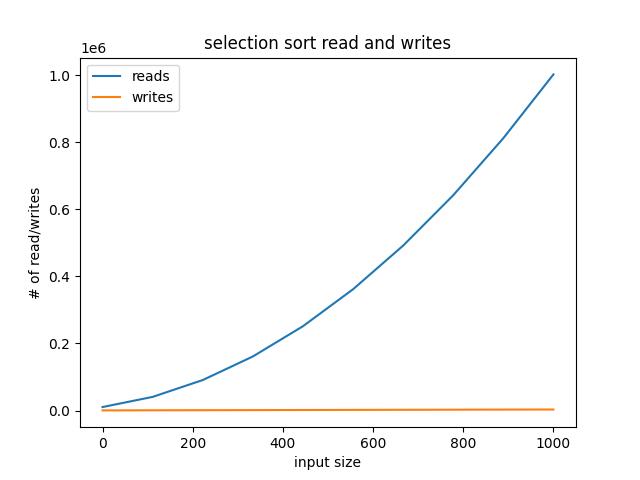 selection sort read and writes
1e6
reads
writes
1.0
0.8
0.6
0.4
0.2
0.0
# of read/writes
0 200 400 600 800 1000
input size